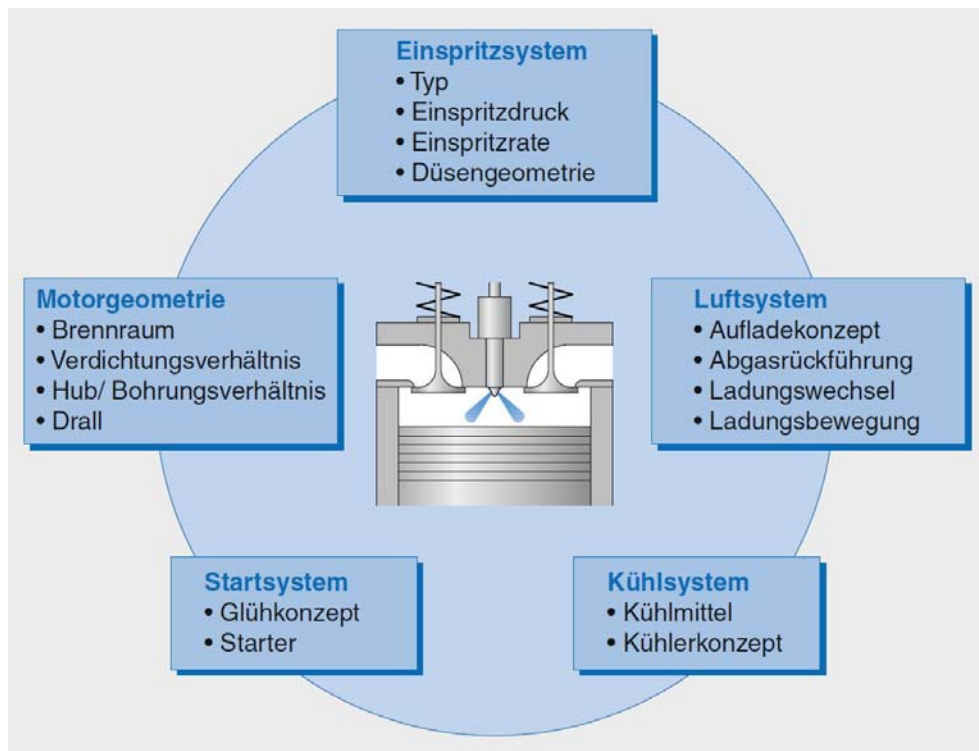 Einspritzsystem
• Typ
• Einspritzdruck
• Einspritzrate
• Düsengeometrie
Motorgeometrie
• Brennraum
• Verdichtungsverhältnis
• Hub/ Bohrungsverhältnis
• Drall
Luftsystem
• Aufladekonzept
• Abgasrückführung
• Ladungswechsel
• Ladungsbewegung
Startsystem
• Glühkonzept
• Starter
Kühlsystem
• Kühlmittel
• Kühlerkonzept